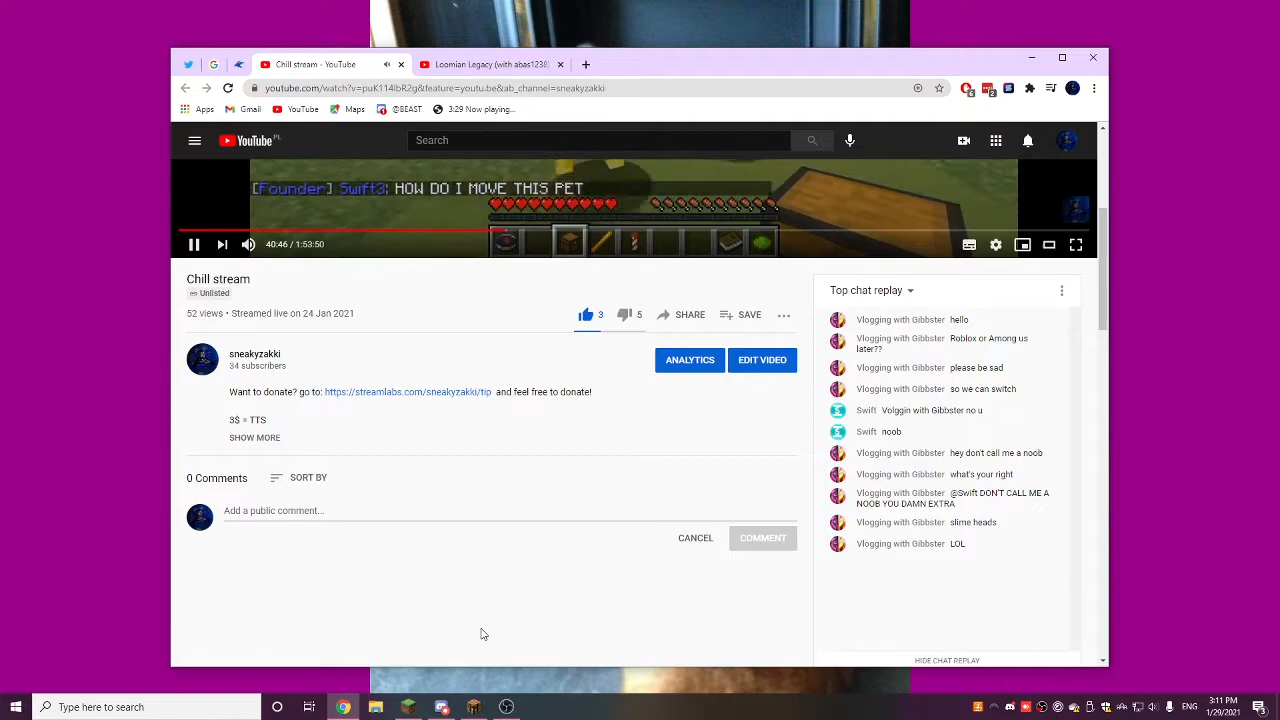 Chill stream - YouTube
Loomian Legacy (with abas1238)
youtube.com/watch?v=puK114lbR2g&feature=youtu.be&ab_channel=sneakyzakki
6
2
Apps
Gmail
YouTube
Maps
@BEAST
3:29 Now playing...
YouTube PL
Search
[Founder] Swift3: HOW DO I MOVE THIS PET
40:46 / 1:53:50
Chill stream
Unlisted
52 views • Streamed live on 24 Jan 2021
3
5
SHARE
SAVE
sneakyzakki
34 subscribers
ANALYTICS
EDIT VIDEO
Want to donate? go to: https://streamlabs.com/sneakyzakki/tip and feel free to donate!
3$ = TTS
SHOW MORE
0 Comments
SORT BY
Add a public comment...
CANCEL
COMMENT
Top chat replay
Vlogging with Gibbster hello
Vlogging with Gibbster Roblox or Among us
later??
Vlogging with Gibbster please be sad
Vlogging with Gibbster so we can switch
Swift Volggin with Gibbster no u
Swift noob
Vlogging with Gibbster hey don't call me a noob
Vlogging with Gibbster what's your right
Vlogging with Gibbster @Swift DON'T CALL ME A
NOOB YOU DAMN EXTRA
Vlogging with Gibbster slime heads
Vlogging with Gibbster LOL
HIDE CHAT REPLAY
Type here to search
3:11 PM
1/29/2021